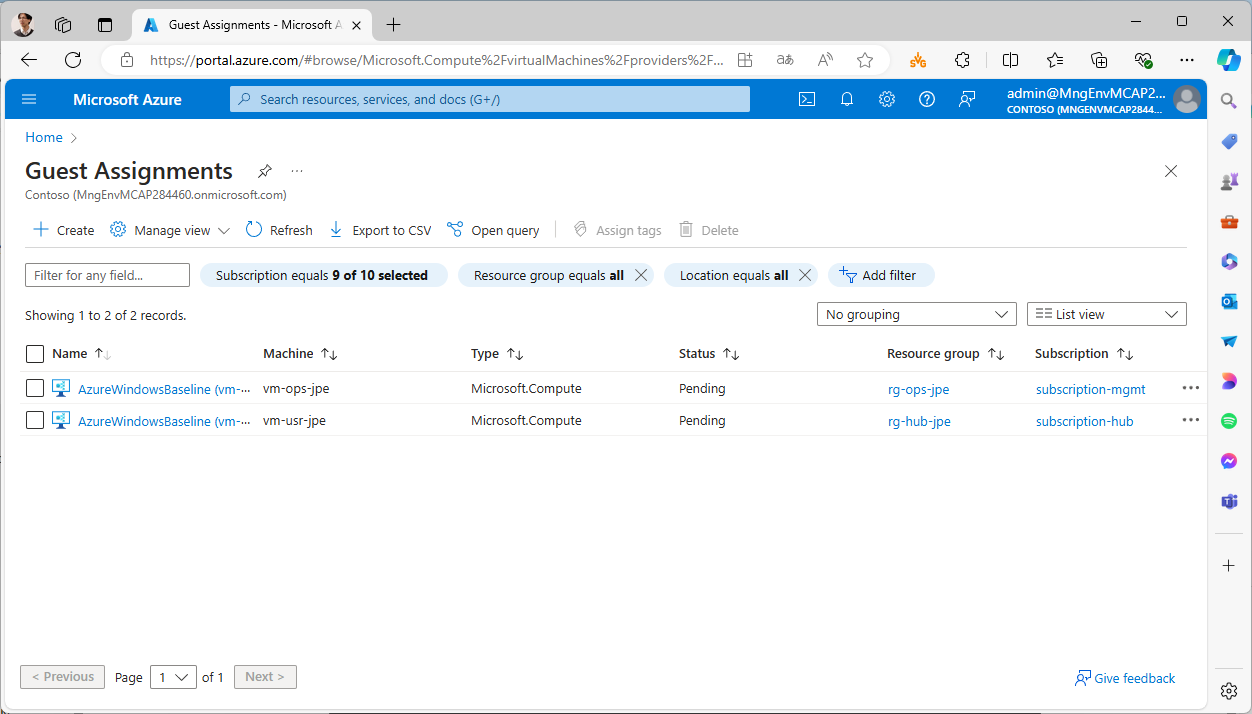 Guest Assignments - Microsoft A
https://portal.azure.com/#browse/Microsoft.Compute%2FvirtualMachines%2Fproviders%2F...
Microsoft Azure
Search resources, services, and docs (G+/)
admin@MngEnvMCAP2...
CONTOSO (MNGENVMCAP2844...
Home
Guest Assignments
Contoso (MngEnvMCAP284460.onmicrosoft.com)
Create Manage view Refresh Export to CSV Open query Assign tags Delete
Filter for any field... Subscription equals 9 of 10 selected Resource group equals all Location equals all Add filter
Showing 1 to 2 of 2 records. No grouping List view
Name Machine Type Status Resource group Subscription
AzureWindowsBaseline (vm-... vm-ops-jpe Microsoft.Compute Pending rg-ops-jpe subscription-mgmt
AzureWindowsBaseline (vm-... vm-usr-jpe Microsoft.Compute Pending rg-hub-jpe subscription-hub
< Previous Page 1 of 1 Next > Give feedback